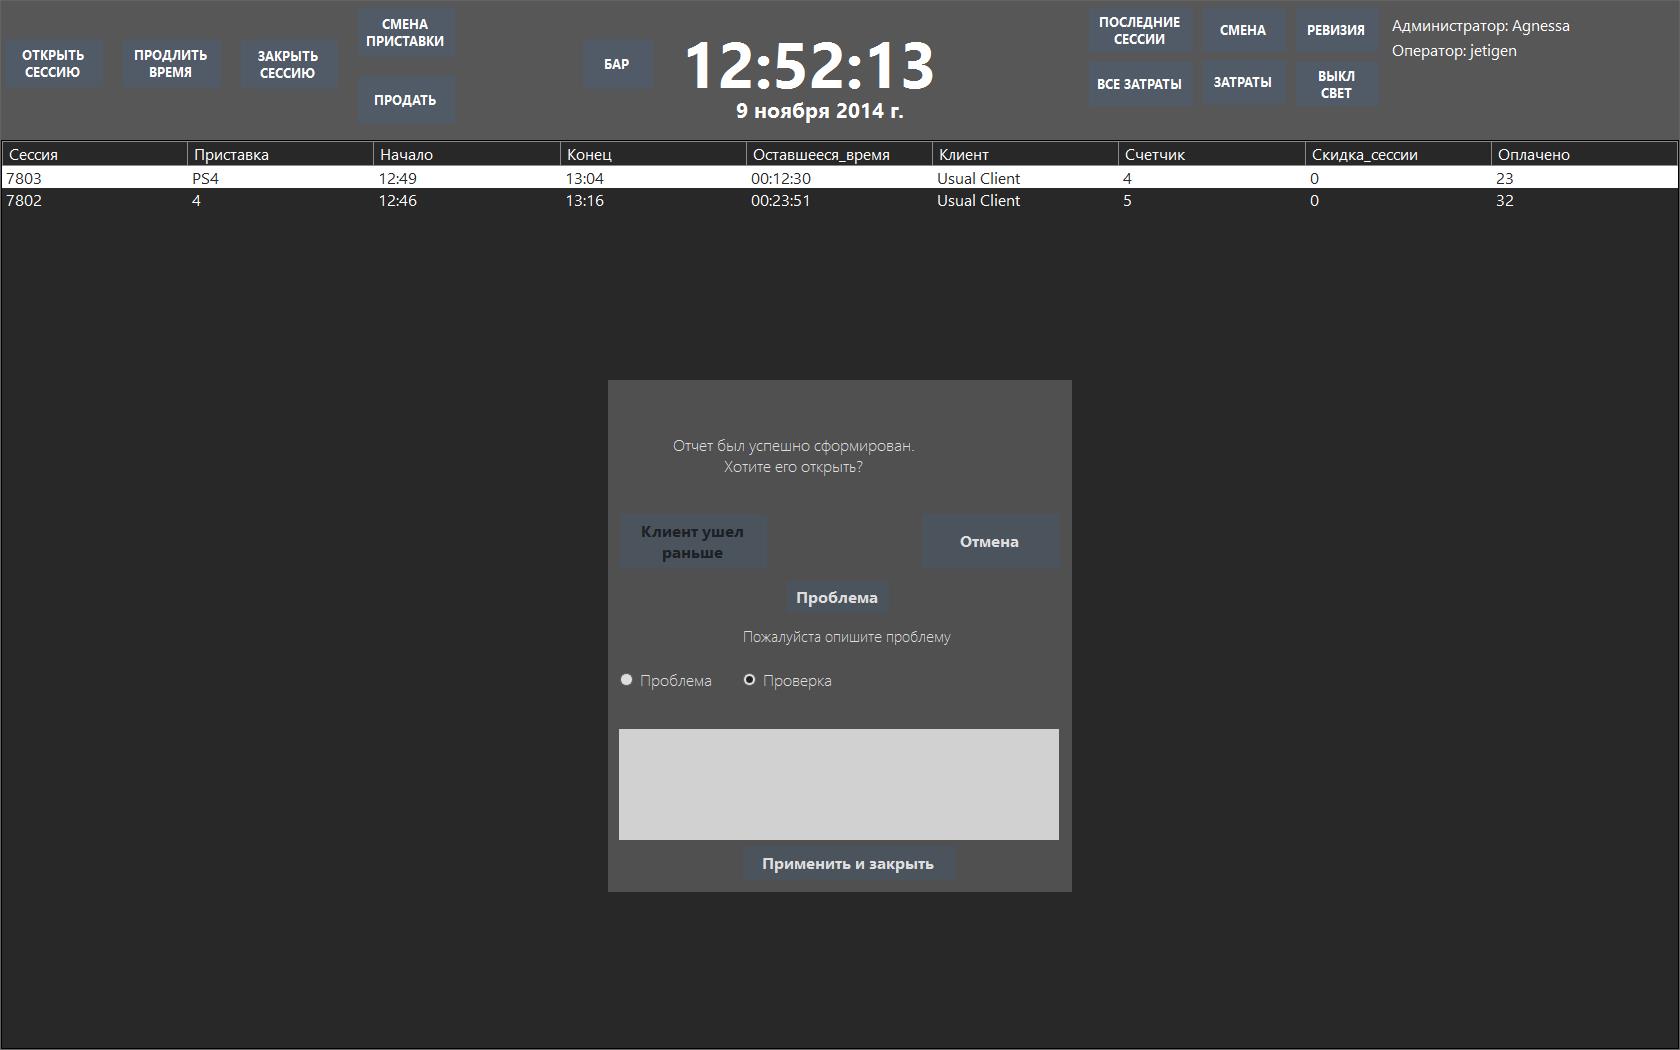 ОТКРЫТЬ
СЕССИЮ
ПРОДЛИТЬ
ВРЕМЯ
ЗАКРЫТЬ
СЕССИЮ
СМЕНА
ПРИСТАВКИ
ПРОДАТЬ
БАР
12:52:13
9 ноября 2014 г.
ПОСЛЕДНИЕ
СЕССИИ
СМЕНА
РЕВИЗИЯ
ВСЕ ЗАТРАТЫ
ЗАТРАТЫ
ВЫКЛ
СВЕТ
Администратор: Agnessa
Оператор: jetigen
Сессия Приставка Начало Конец Оставшееся_время Клиент Счетчик Скидка_сессии Оплачено
7803 PS4 12:49 13:04 00:12:30 Usual Client 4 0 23
7802 4 12:46 13:16 00:23:51 Usual Client 5 0 32
Отчет был успешно сформирован.
Хотите его открыть?
Клиент ушел
раньше
Отмена
Проблема
Пожалуйста опишите проблему
Проблема Проверка
Применить и закрыть